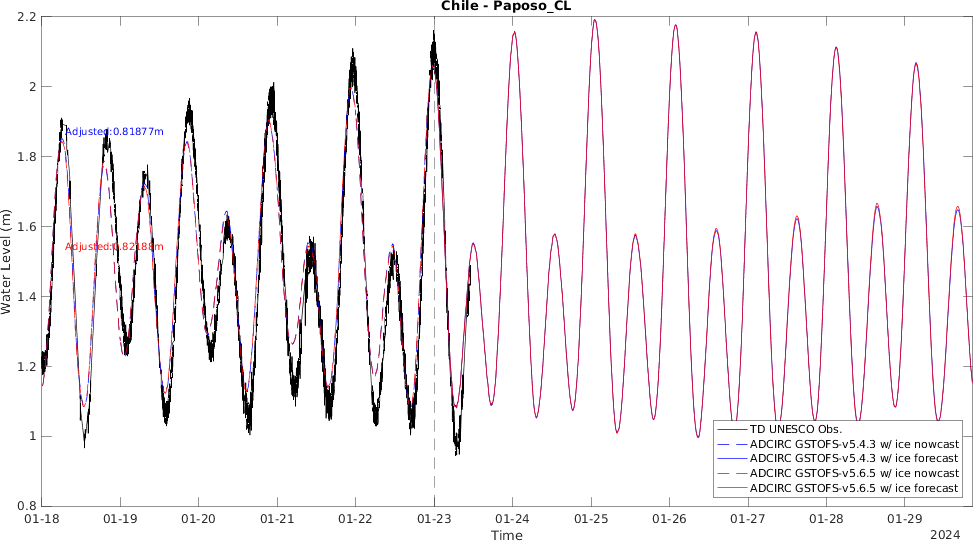 Chile - Paposo_CL
2.2
2
1.8
1.6
1.4
1.2
1
0.8
Water Level (m)
Adjusted:0.81877m
Adjusted:0.82188m
TD UNESCO Obs.
ADCIRC GSTOFS-v5.4.3 w/ ice nowcast
ADCIRC GSTOFS-v5.4.3 w/ ice forecast
ADCIRC GSTOFS-v5.6.5 w/ ice nowcast
ADCIRC GSTOFS-v5.6.5 w/ ice forecast
01-18 01-19 01-20 01-21 01-22 01-23 01-24 01-25 01-26 01-27 01-28 01-29
Time
2024